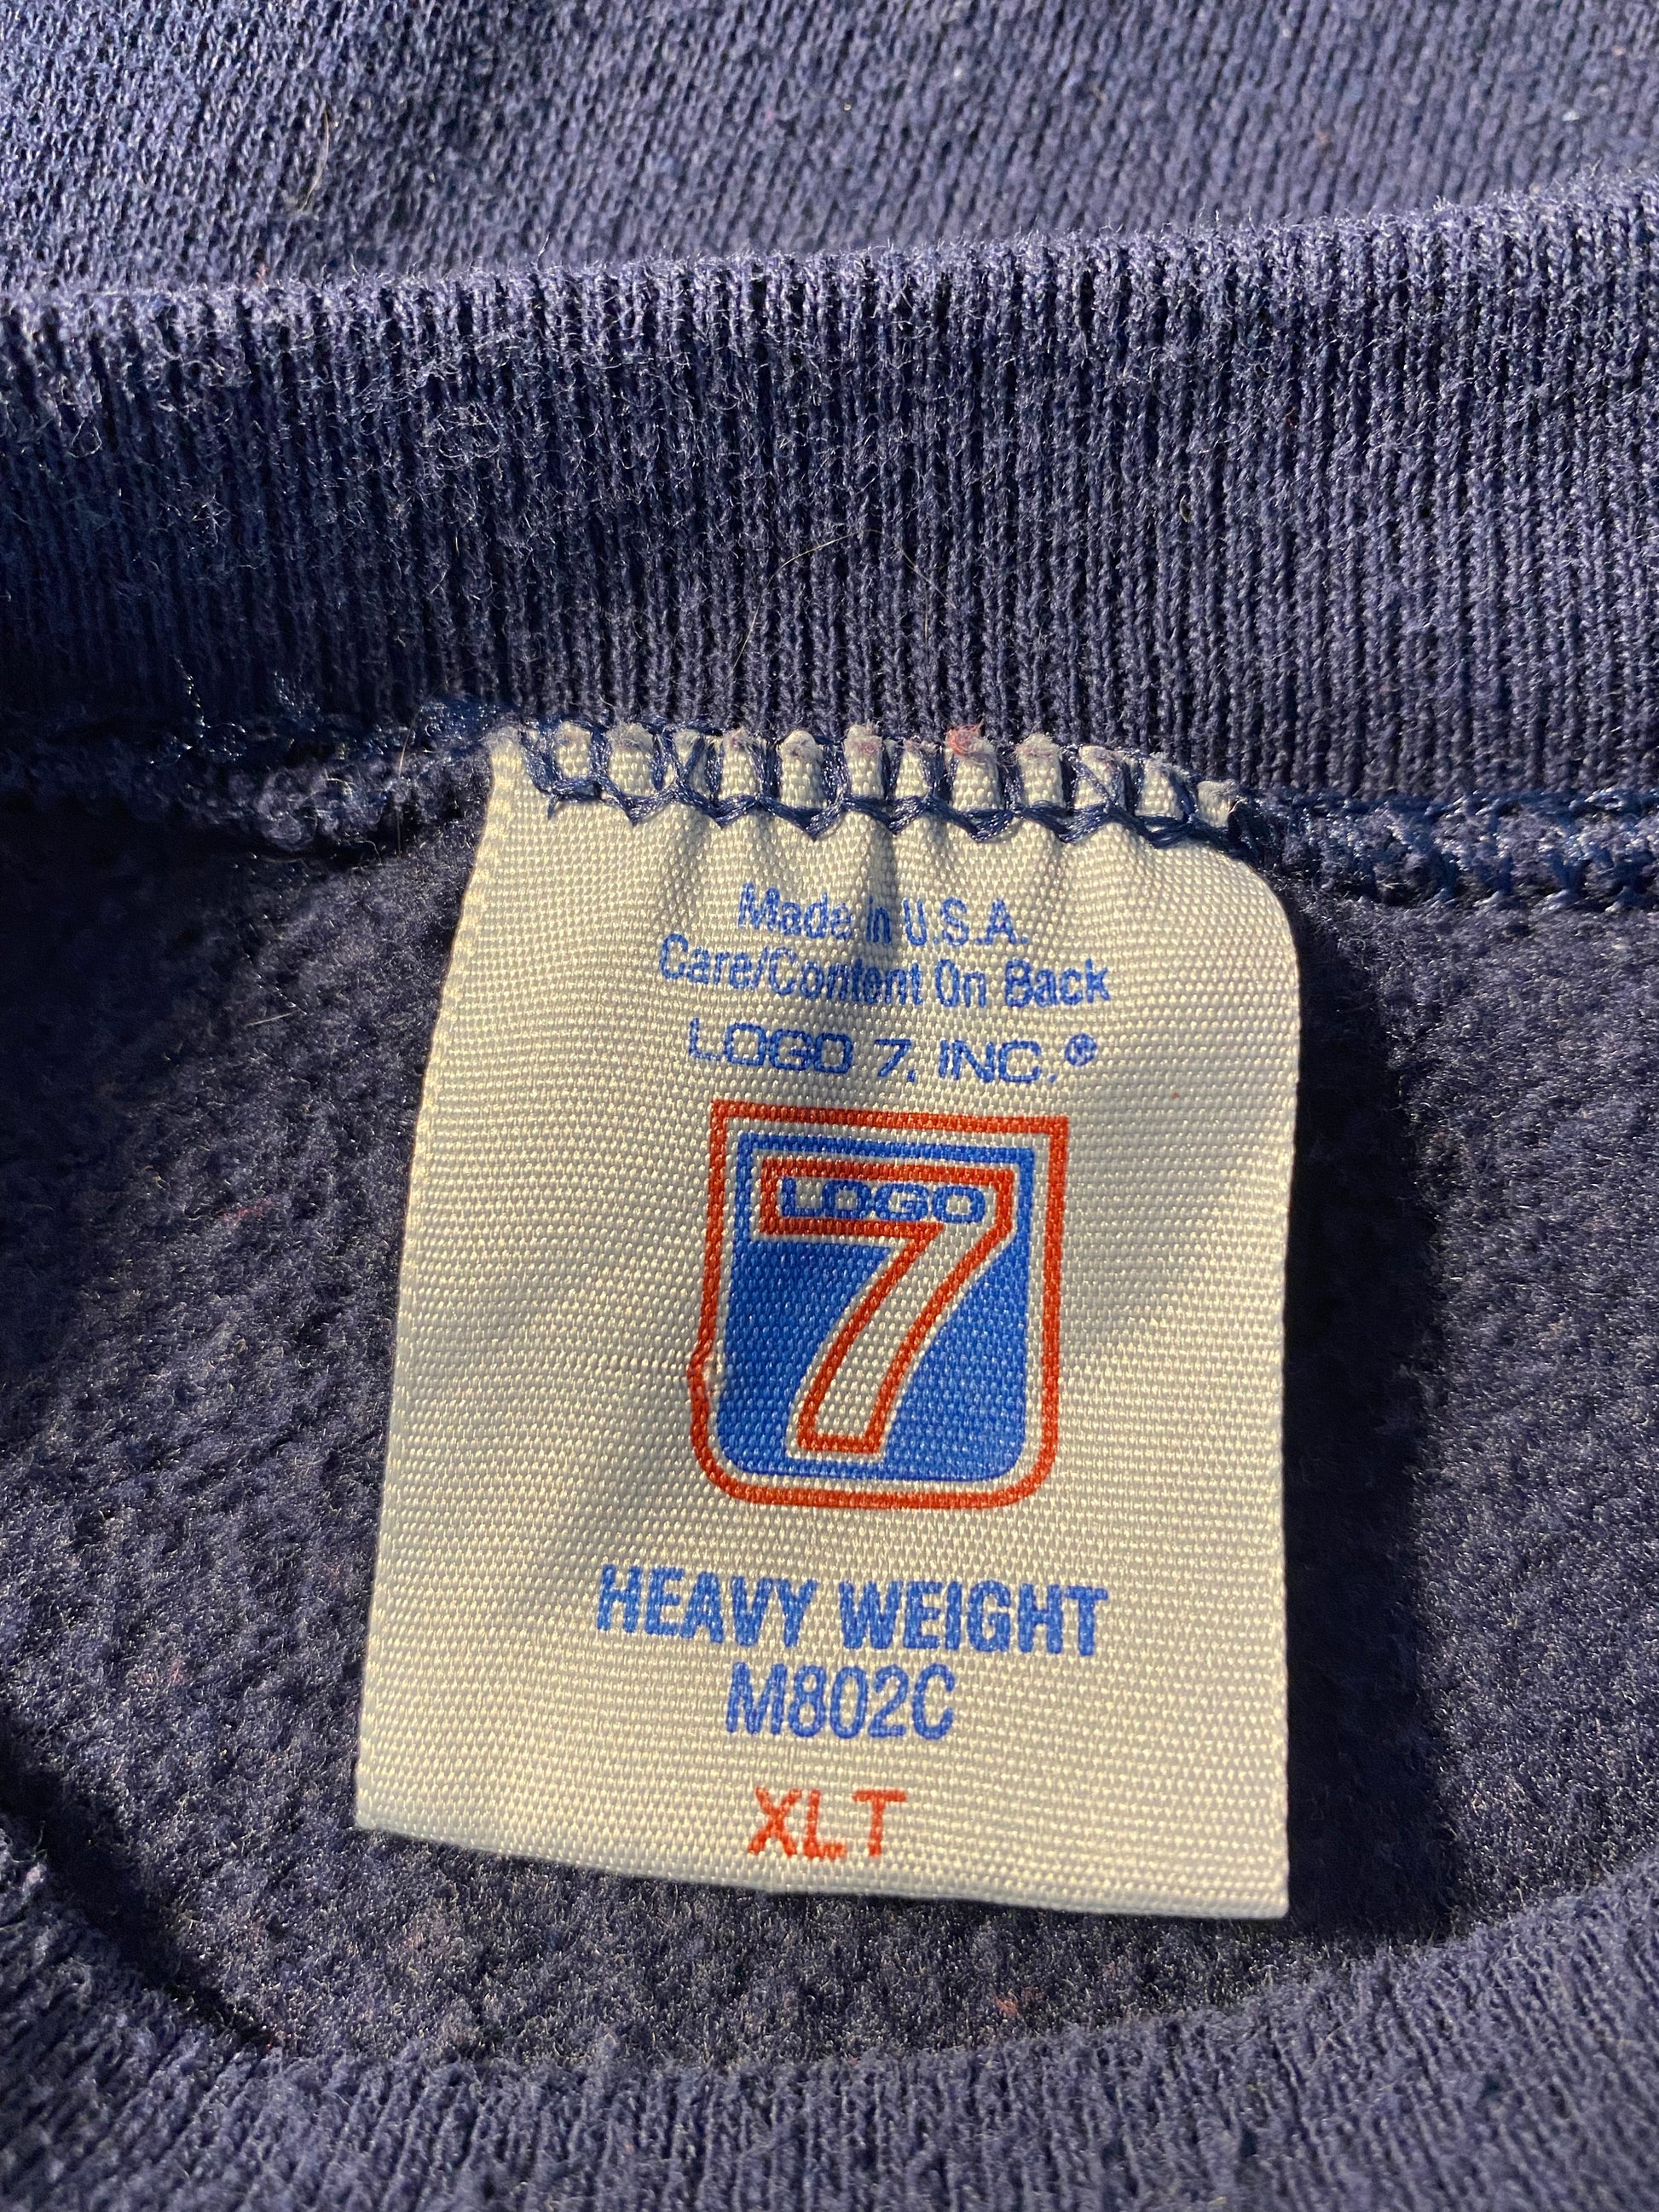 Made in U.S.A.
Care/Content On Back
LOGO 7, INC.®
LOGO
7
HEAVY WEIGHT
M802C
XLT